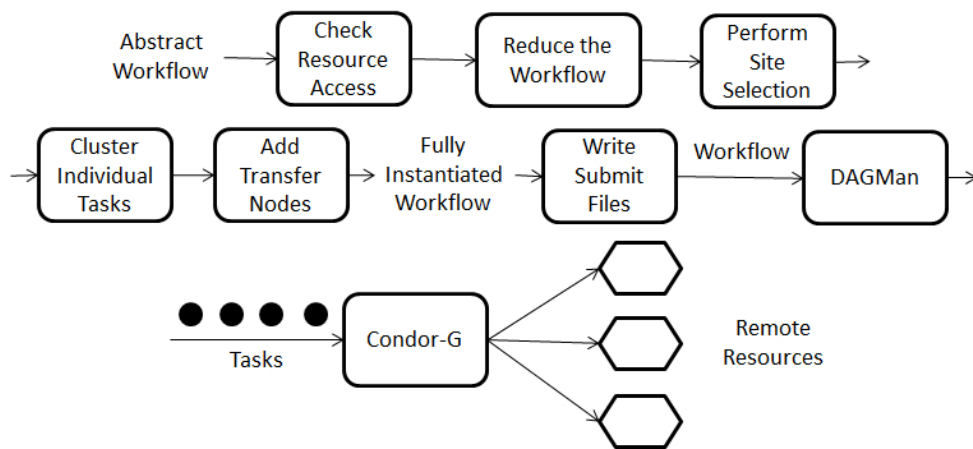 Abstract
Workflow
Check
Resource
Access
Reduce the
Workflow
Perform
Site
Selection
Cluster
Individual
Tasks
Add
Transfer
Nodes
Fully
Instantiated
Workflow
Write
Submit
Files
Workflow
DAGMan
Tasks
Condor-G
Remote
Resources